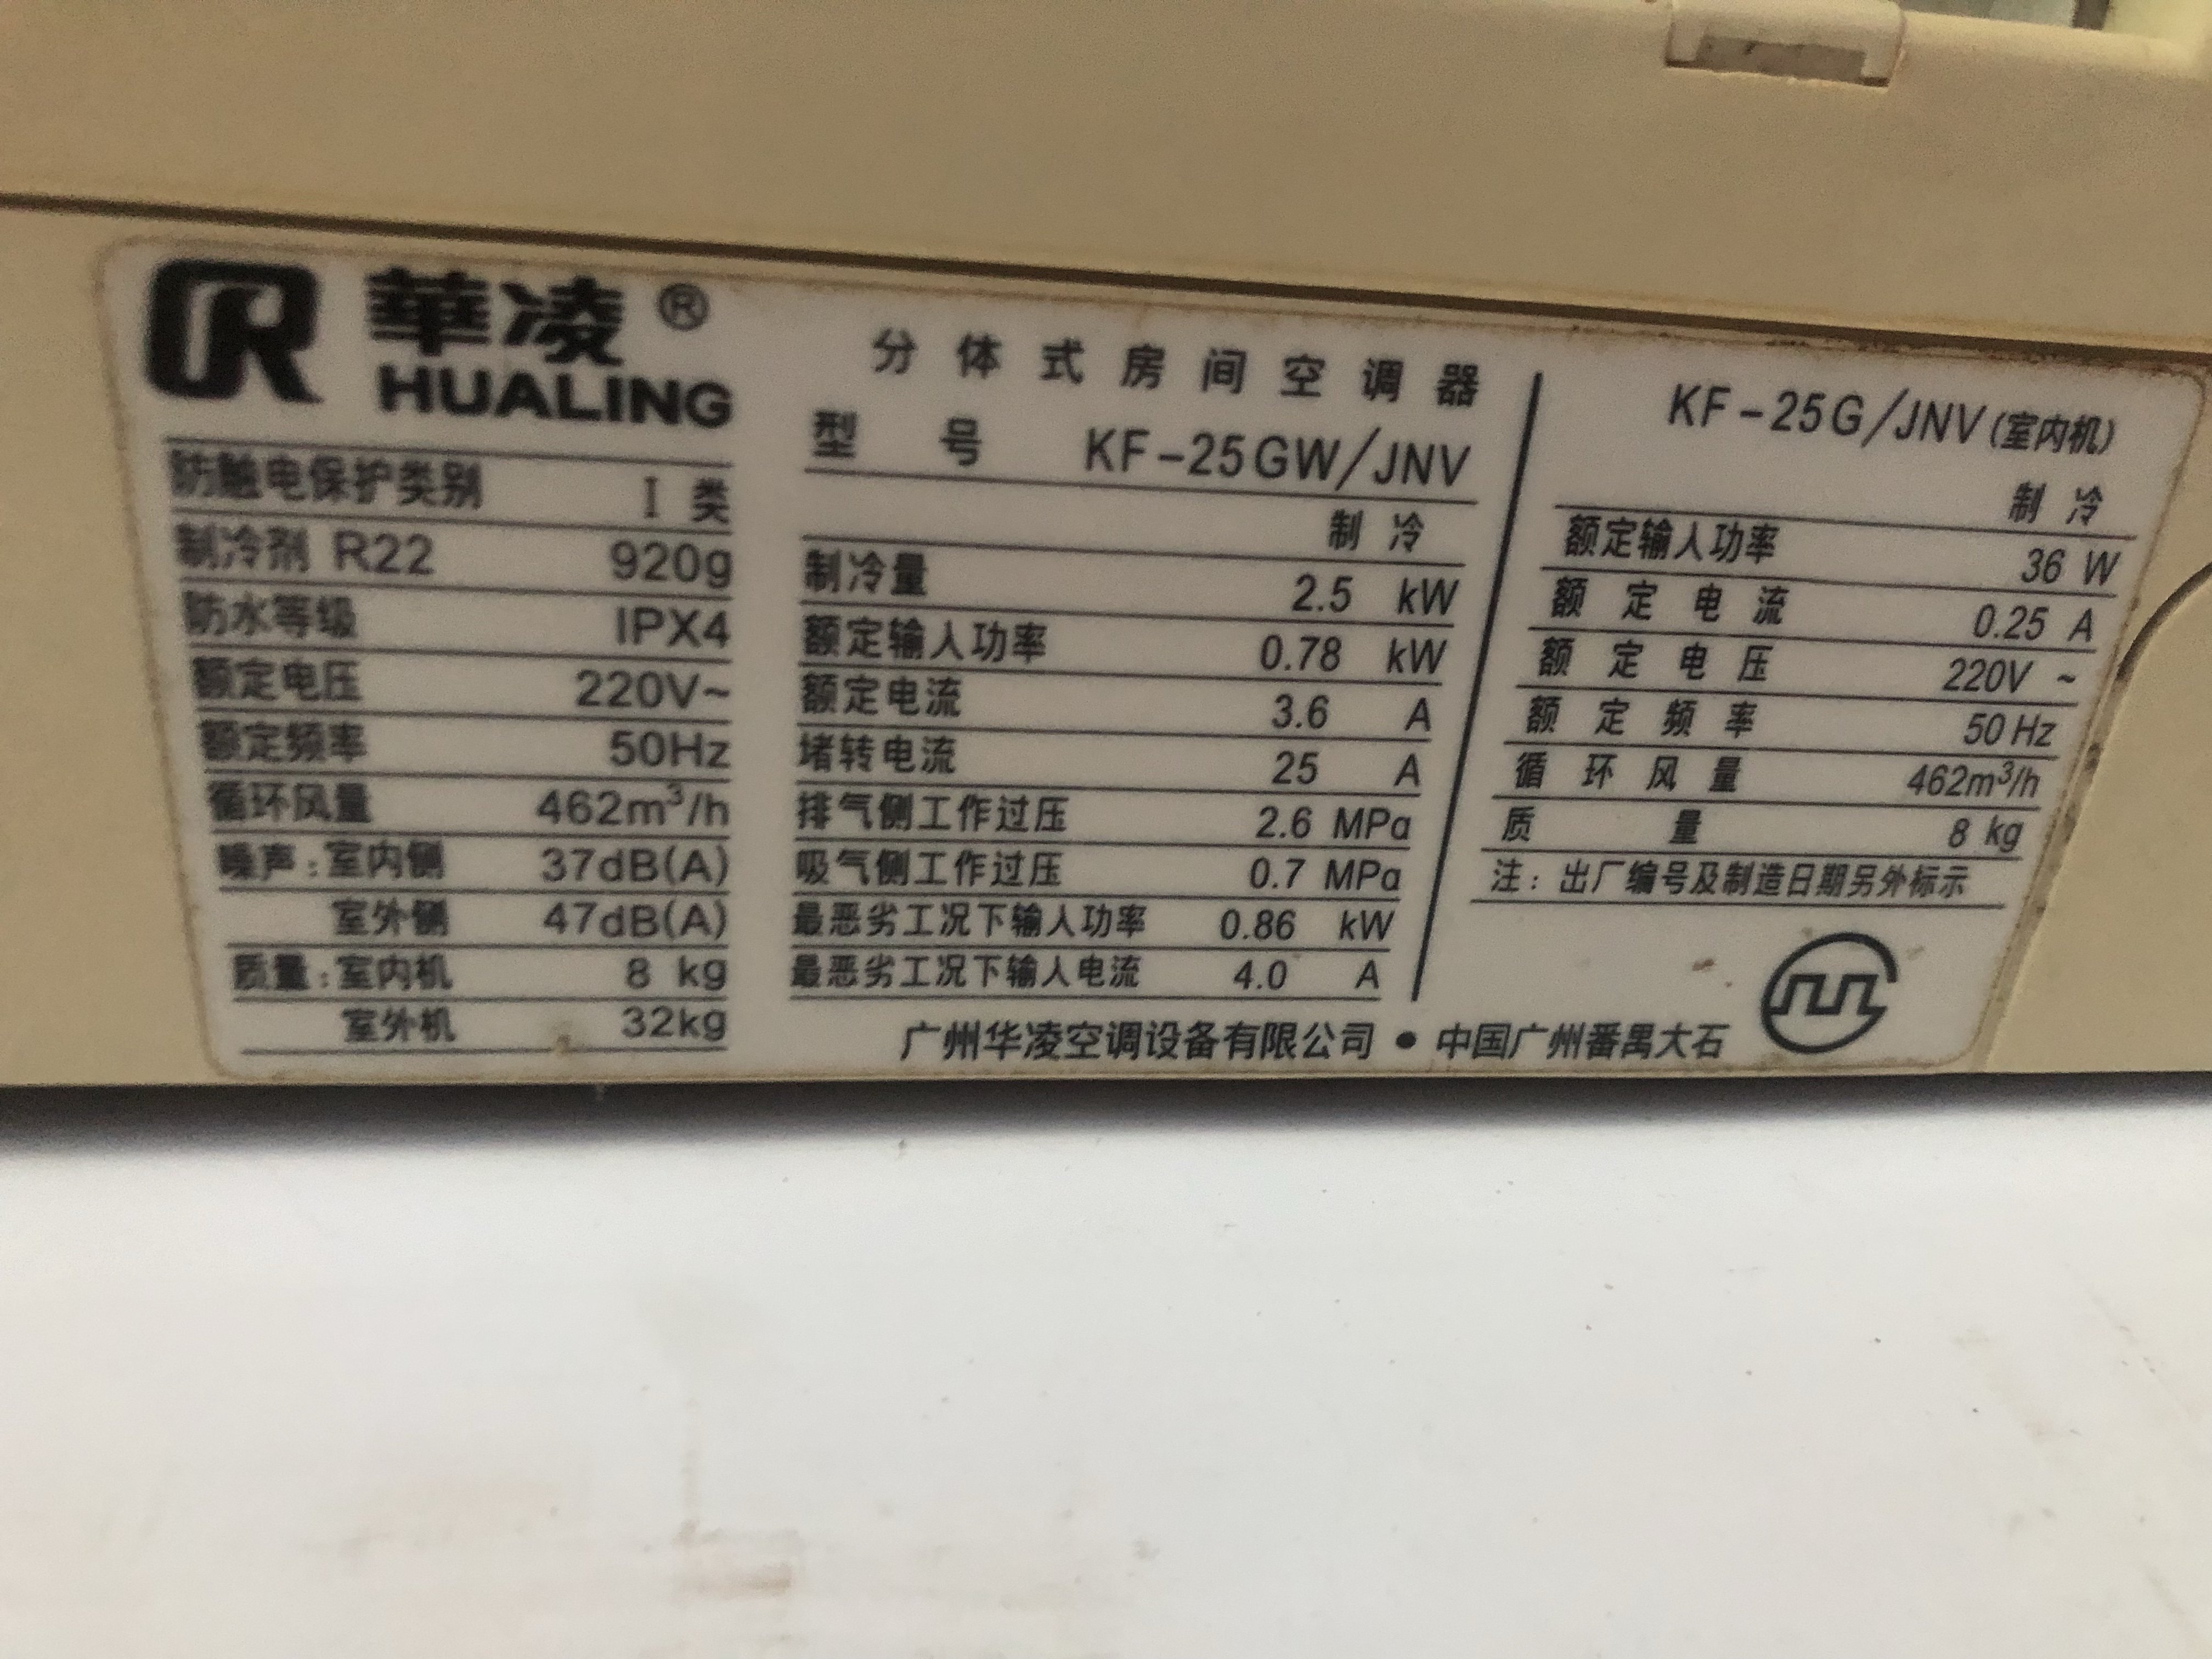 華凌®
HUALING
防触电保护类别 I 类
制冷剂 R22 920g
防水等级 IPX4
额定电压 220V~
额定频率 50Hz
循环风量 462m³/h
噪声：室内侧 37dB(A)
室外侧 47dB(A)
质量：室内机 8 kg
室外机 32kg
分体式房间空调器
型号 KF-25GW/JNV
制冷
制冷量 2.5 kW
额定输入功率 0.78 kW
额定电流 3.6 A
堵转电流 25 A
排气侧工作过压 2.6 MPa
吸气侧工作过压 0.7 MPa
最恶劣工况下输入功率 0.86 kW
最恶劣工况下输入电流 4.0 A
KF-25G/JNV(室内机)
制冷
额定输入功率 36 W
额定电流 0.25 A
额定电压 220V ~
额定频率 50Hz
循环风量 462m³/h
质量 8 kg
注：出厂编号及制造日期另外标示
广州华凌空调设备有限公司 • 中国广州番禺大石